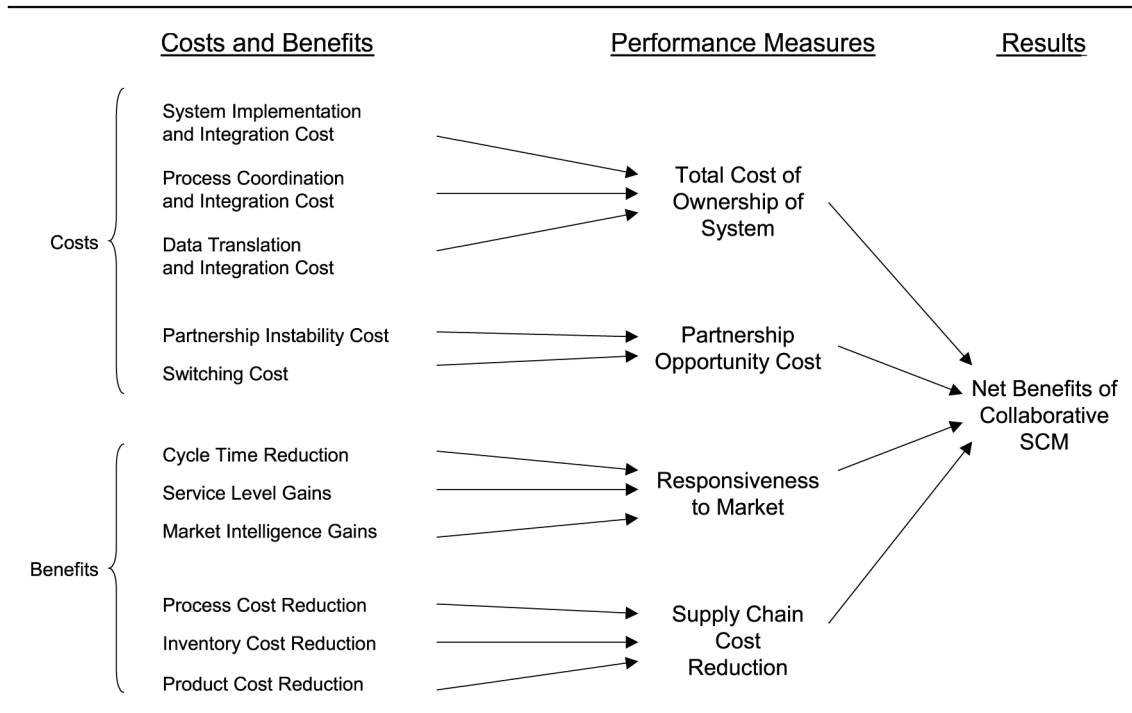 Costs and Benefits
Performance Measures
Results
Costs
System Implementation
and Integration Cost
Process Coordination
and Integration Cost
Data Translation
and Integration Cost
Partnership Instability Cost
Switching Cost
Benefits
Cycle Time Reduction
Service Level Gains
Market Intelligence Gains
Process Cost Reduction
Inventory Cost Reduction
Product Cost Reduction
Total Cost of
Ownership of
System
Partnership
Opportunity Cost
Responsiveness
to Market
Supply Chain
Cost
Reduction
Net Benefits of
Collaborative
SCM